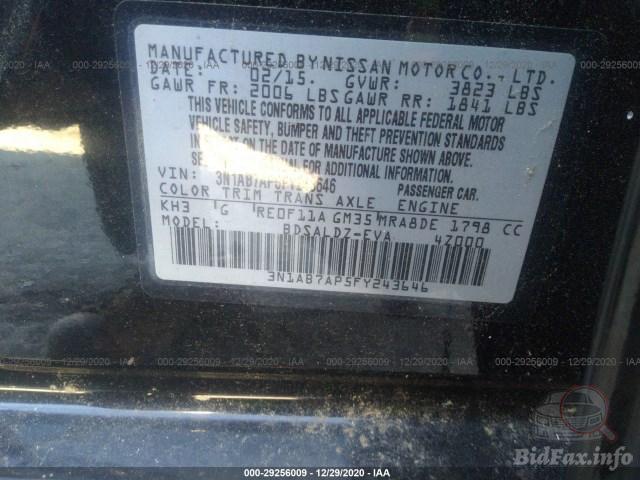 MANUFACTURED BY NISSAN MOTOR CO., LTD.
DATE: 02/15 GVWR: 3823 LBS
GAWR FR: 2006 LBS GAWR RR: 1841 LBS
THIS VEHICLE CONFORMS TO ALL APPLICABLE FEDERAL MOTOR
VEHICLE SAFETY, BUMPER AND THEFT PREVENTION STANDARDS
IN EFFECT ON THE DATE OF MANUFACTURE SHOWN ABOVE.
ADDITIONAL INFORMATION.
VIN: 3N1AB7AP5FY243646 PASSENGER CAR.
COLOR TRIM TRANS AXLE ENGINE
KH3 G RE0F11A GM35 MRA8DE 1798 CC
MODEL: BDSALDZ-EVA 4Z000
3N1AB7AP5FY243646
000-29256009 - 12/29/2020 - IAA
BidFax.info